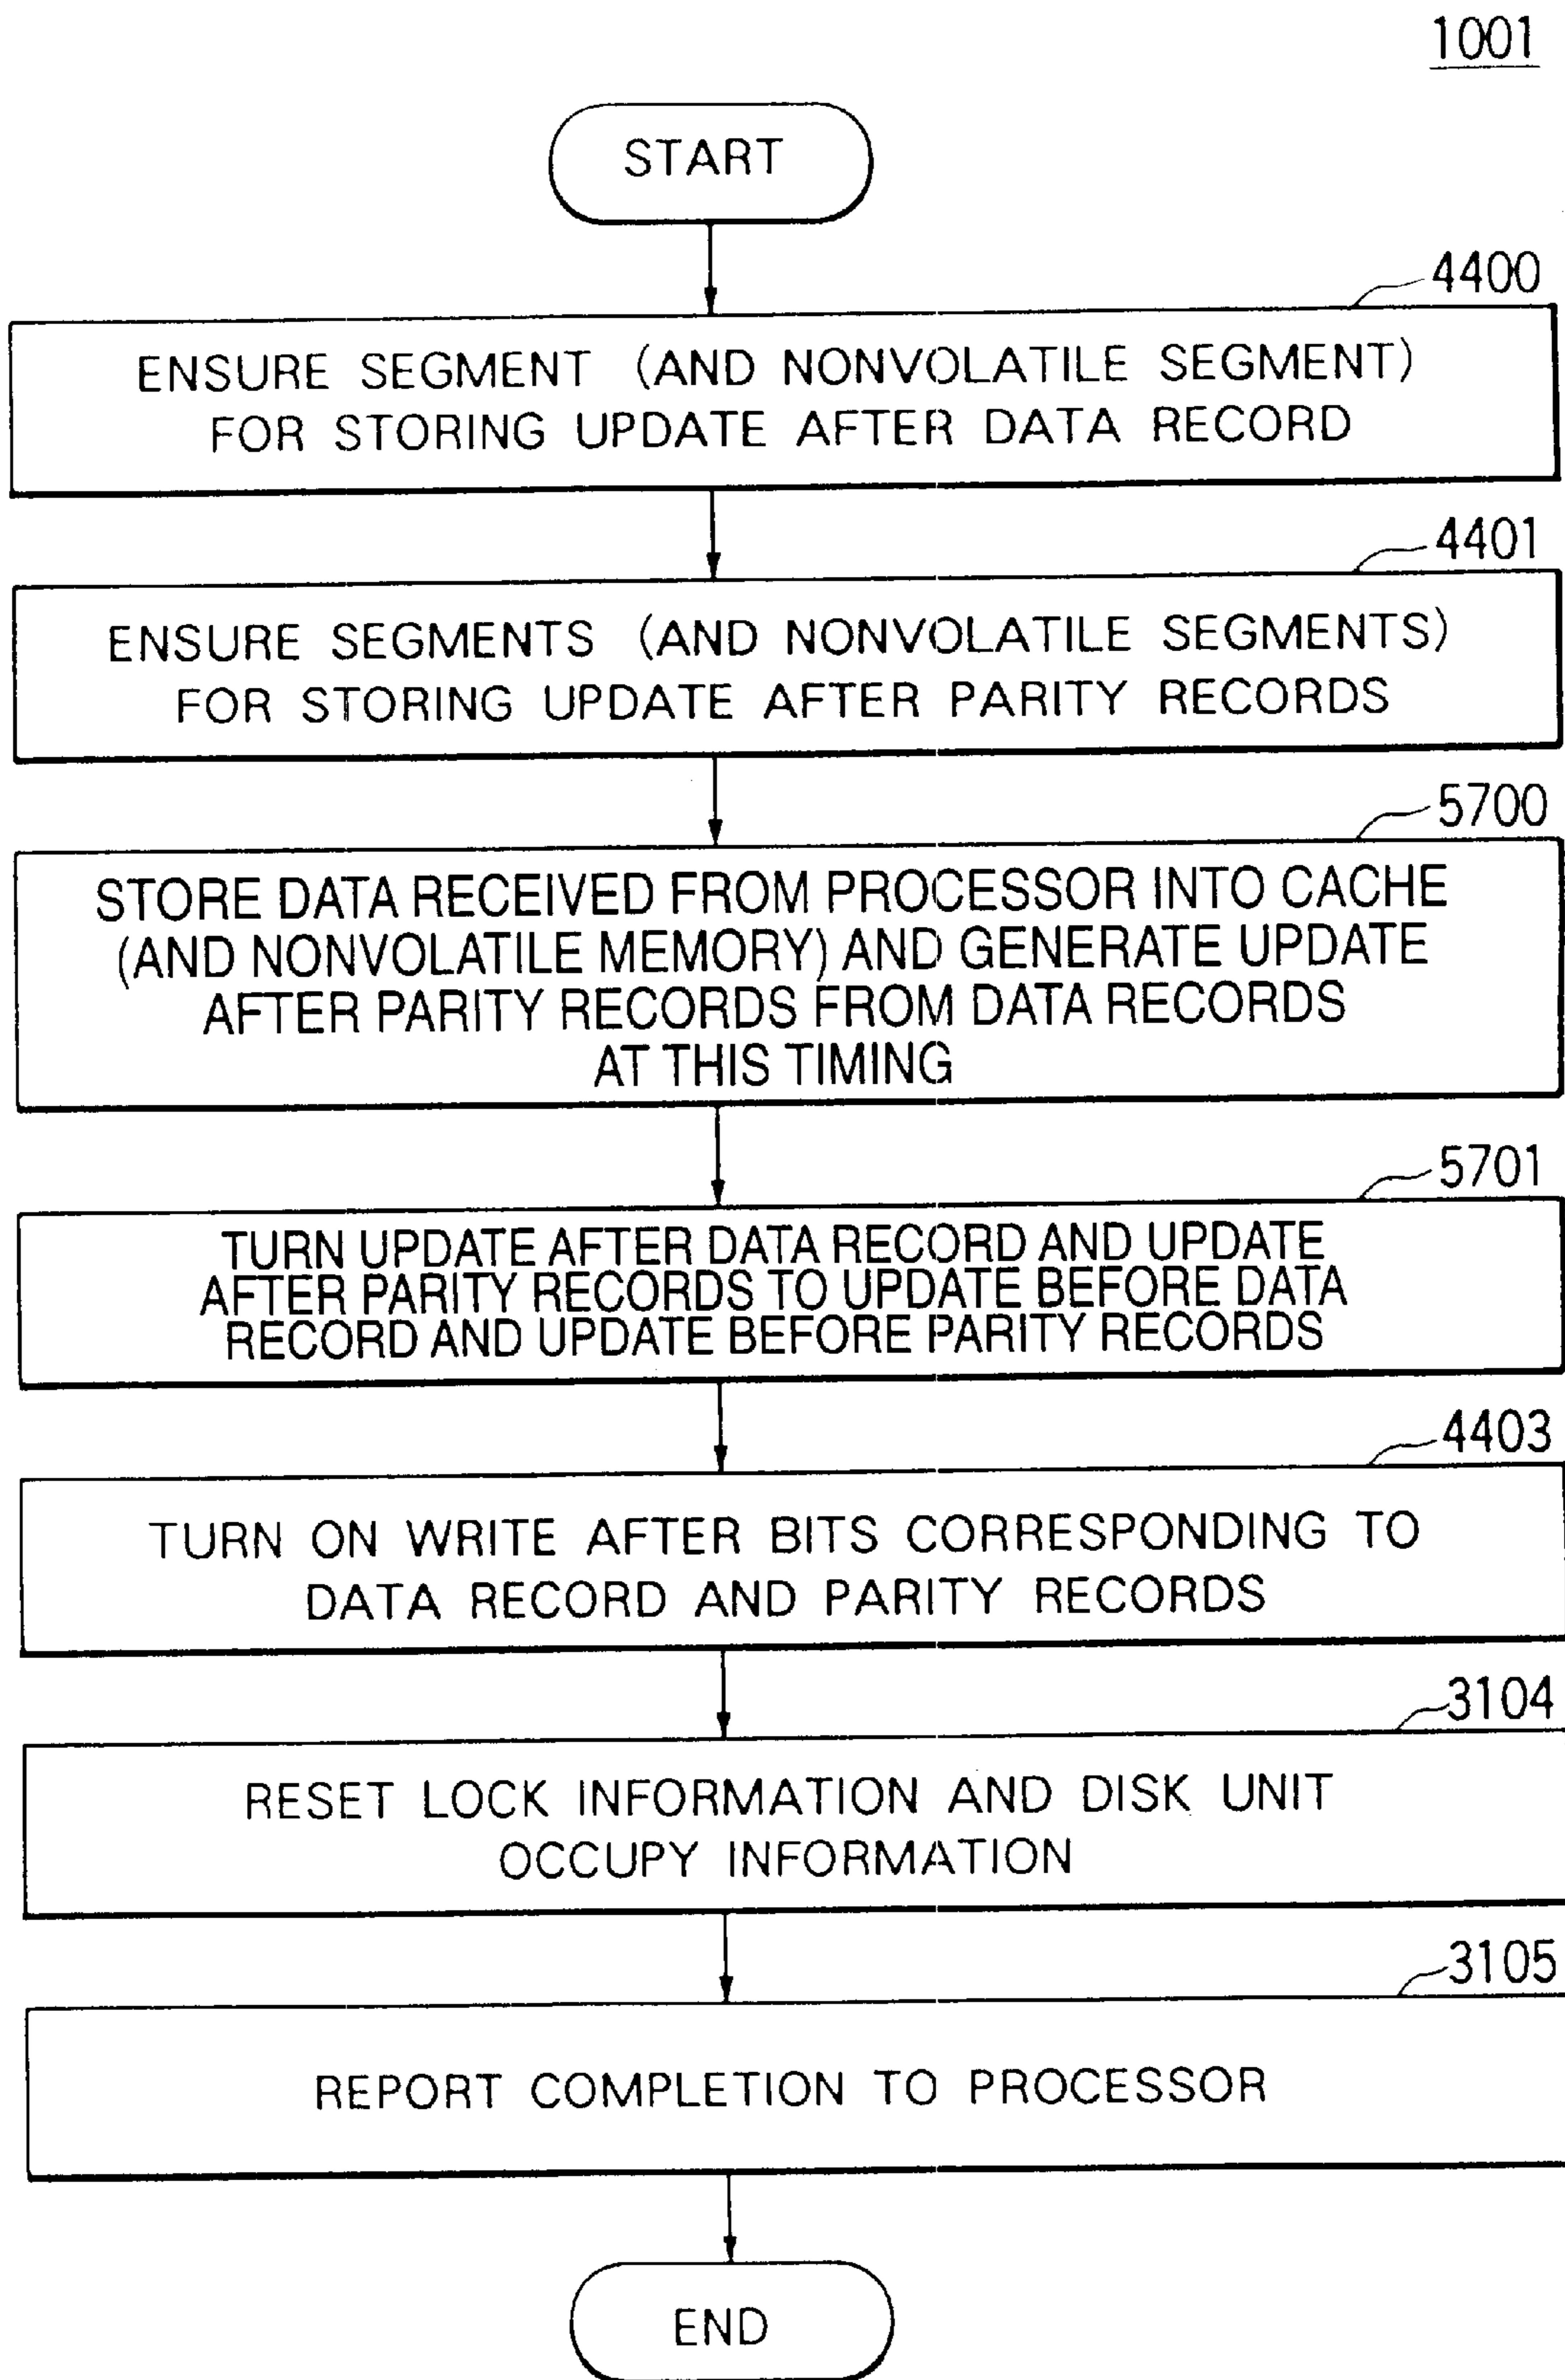 1001
START
4400
ENSURE SEGMENT (AND NONVOLATILE SEGMENT)
FOR STORING UPDATE AFTER DATA RECORD
4401
ENSURE SEGMENTS (AND NONVOLATILE SEGMENTS)
FOR STORING UPDATE AFTER PARITY RECORDS
5700
STORE DATA RECEIVED FROM PROCESSOR INTO CACHE
(AND NONVOLATILE MEMORY) AND GENERATE UPDATE
AFTER PARITY RECORDS FROM DATA RECORDS
AT THIS TIMING
5701
TURN UPDATE AFTER DATA RECORD AND UPDATE
AFTER PARITY RECORDS TO UPDATE BEFORE DATA
RECORD AND UPDATE BEFORE PARITY RECORDS
4403
TURN ON WRITE AFTER BITS CORRESPONDING TO
DATA RECORD AND PARITY RECORDS
3104
RESET LOCK INFORMATION AND DISK UNIT
OCCUPY INFORMATION
3105
REPORT COMPLETION TO PROCESSOR
END